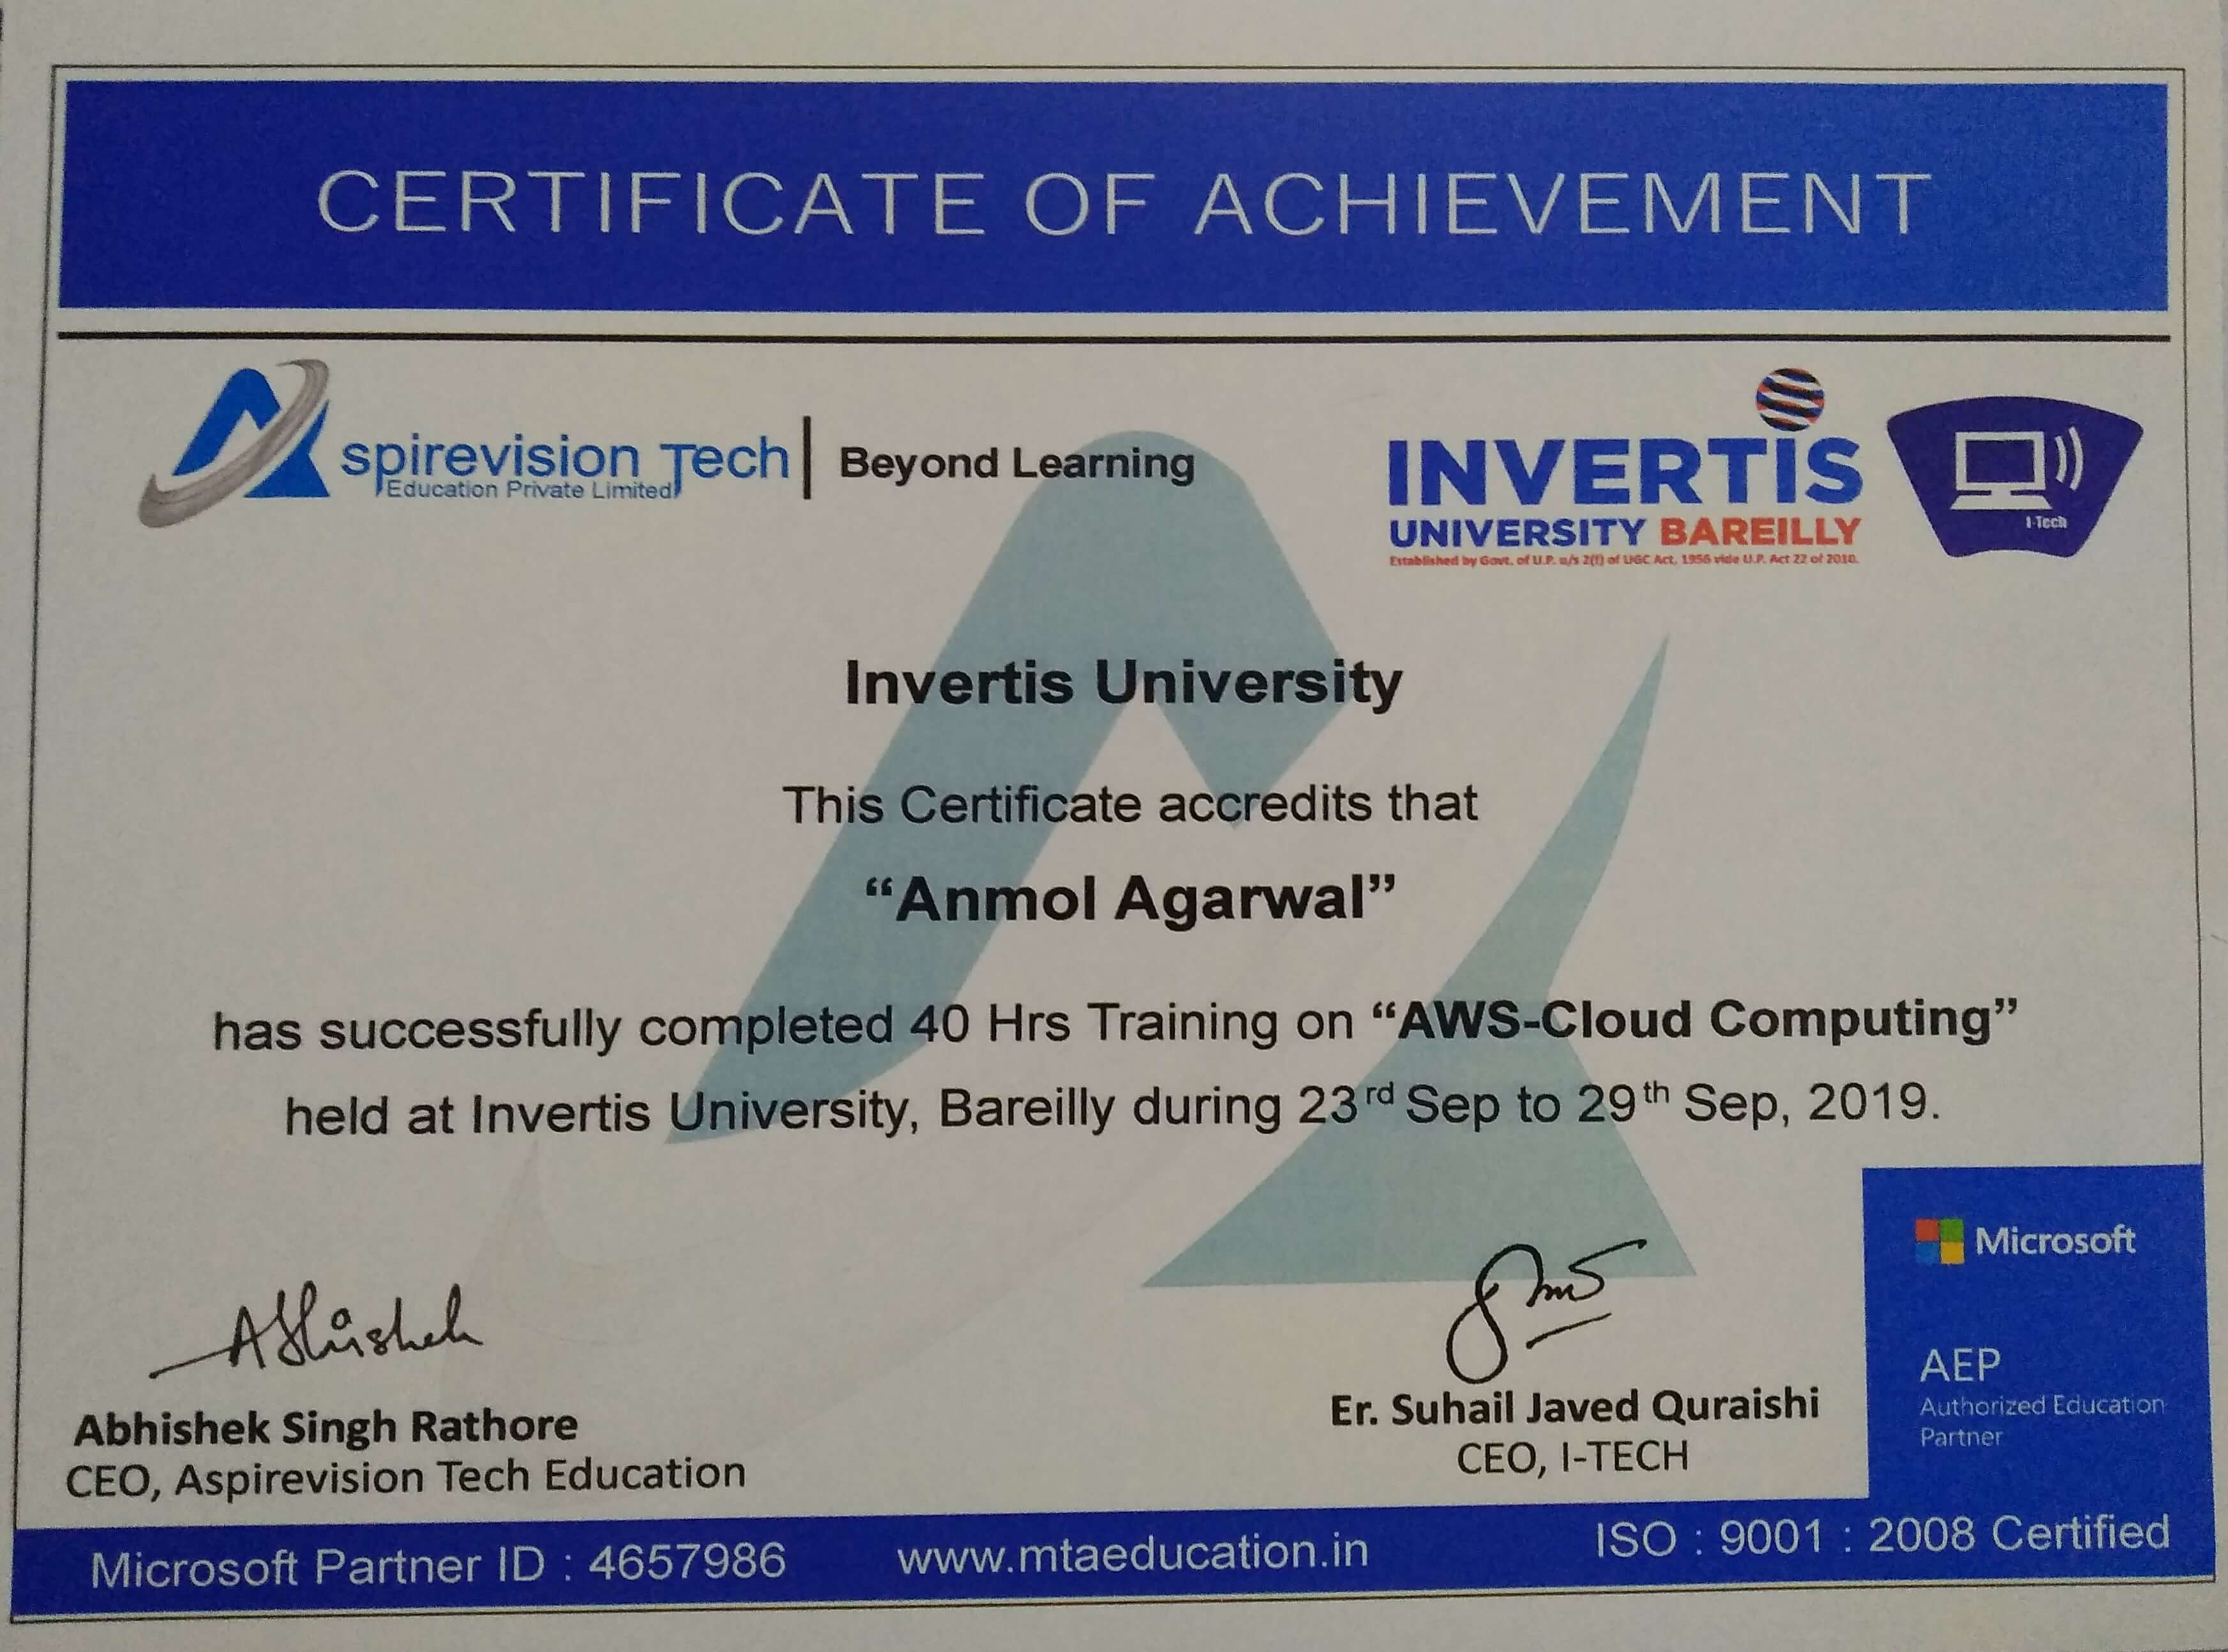 CERTIFICATE OF ACHIEVEMENT
spirevision Tech | Beyond Learning
Education Private Limited
INVERTIS
UNIVERSITY BAREILLY
Established by Govt. of U.P. u/s 2(f) of UGC Act, 1956 vide U.P. Act 22 of 2010.
I-Tech
Invertis University
This Certificate accredits that
“Anmol Agarwal”
has successfully completed 40 Hrs Training on “AWS-Cloud Computing”
held at Invertis University, Bareilly during 23rd Sep to 29th Sep, 2019.
Abhishek
Abhishek Singh Rathore
CEO, Aspirevision Tech Education
Er. Suhail Javed Quraishi
CEO, I-TECH
Microsoft
AEP
Authorized Education
Partner
Microsoft Partner ID : 4657986
www.mtaeducation.in
ISO : 9001 : 2008 Certified